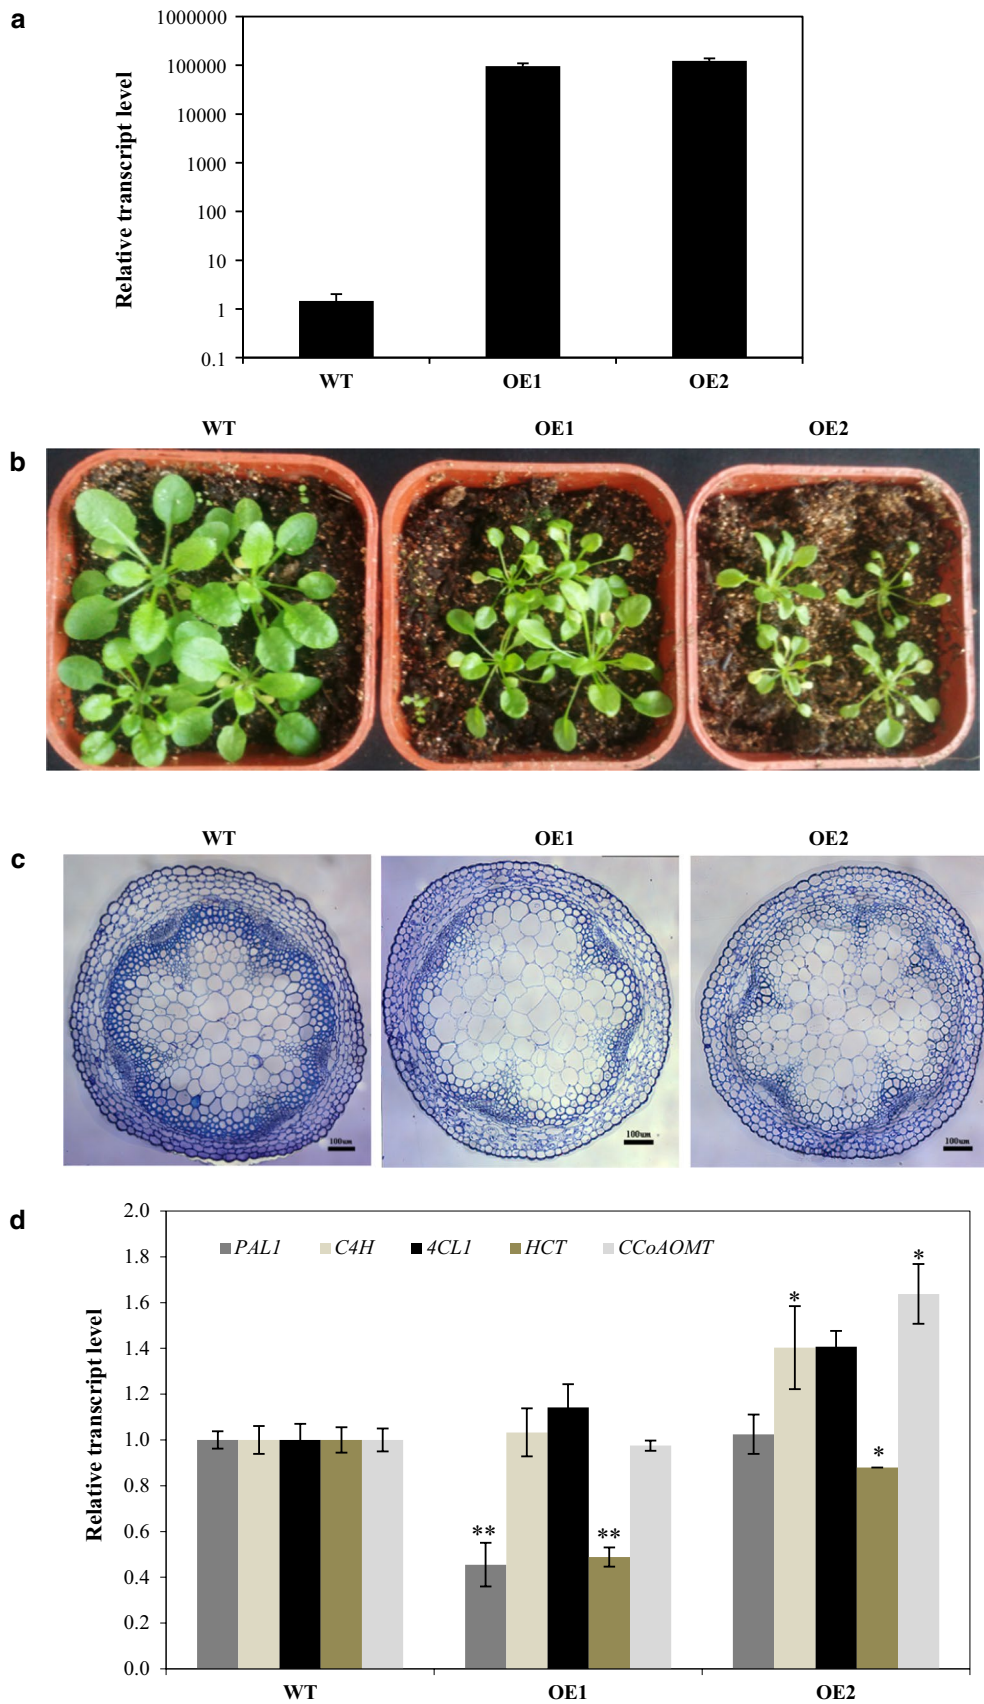 a
1000000
100000
10000
1000
100
10
1
0.1
Relative transcript level
WT OE1 OE2
WT OE1 OE2
b
WT OE1 OE2
c
100um
100um
100um
d
2.0
1.8
1.6
1.4
1.2
1.0
0.8
0.6
0.4
0.2
0.0
Relative transcript level
PAL1 C4H 4CL1 HCT CCoAOMT
** ** * * *
WT OE1 OE2